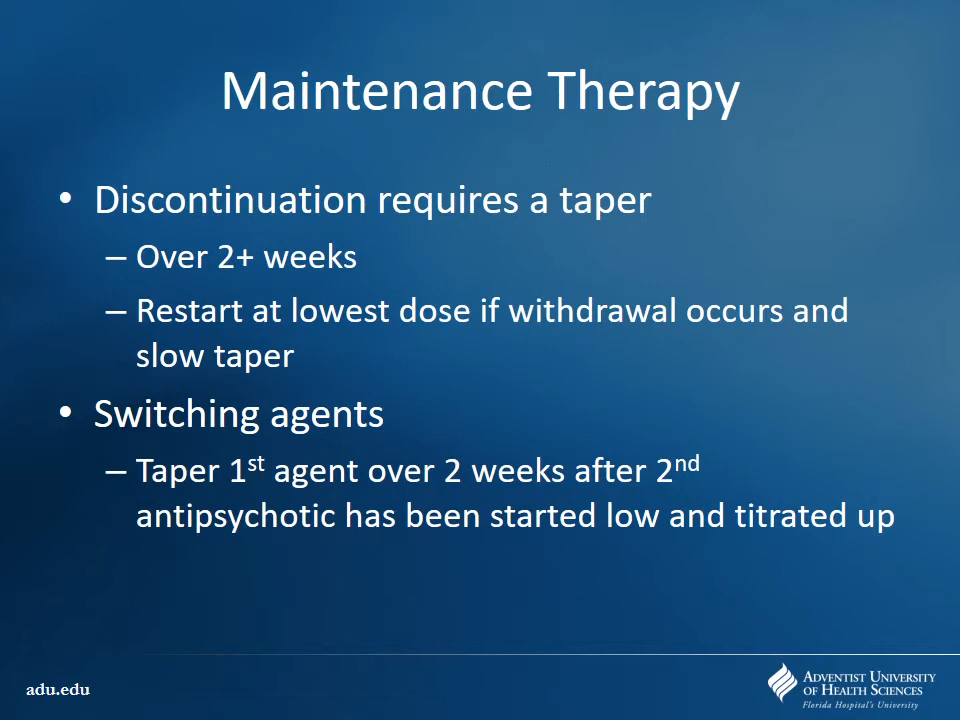 Maintenance Therapy
• Discontinuation requires a taper
– Over 2+ weeks
– Restart at lowest dose if withdrawal occurs and
slow taper
• Switching agents
– Taper 1st agent over 2 weeks after 2nd
antipsychotic has been started low and titrated up
adu.edu
ADVENTIST UNIVERSITY
OF HEALTH SCIENCES
Florida Hospital's University